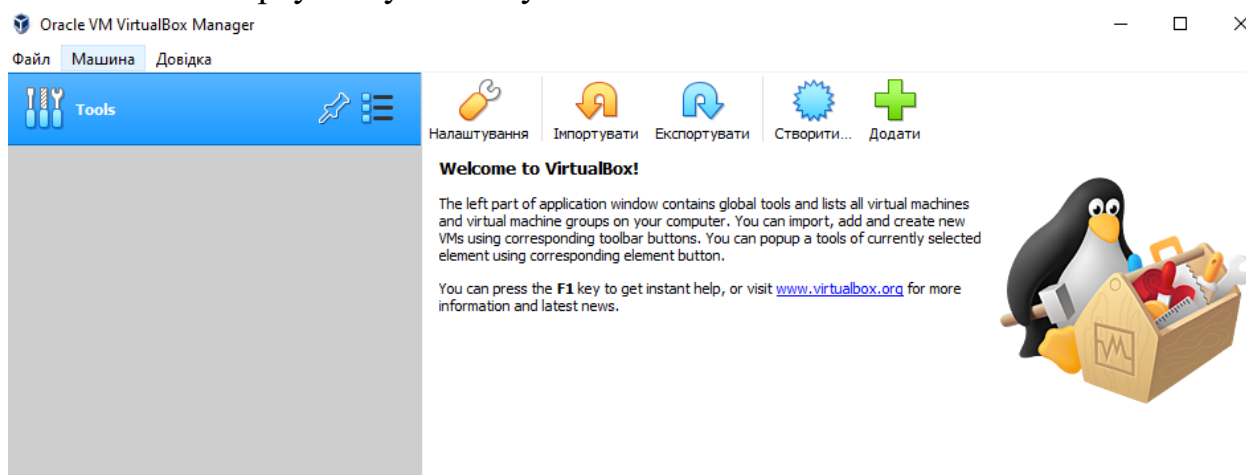 Oracle VM VirtualBox Manager
Файл Машина Довідка
Tools
Налаштування Імпортувати Експортувати Створити... Додати
Welcome to VirtualBox!
The left part of application window contains global tools and lists all virtual machines
and virtual machine groups on your computer. You can import, add and create new
VMs using corresponding toolbar buttons. You can popup a tools of currently selected
element using corresponding element button.
You can press the F1 key to get instant help, or visit www.virtualbox.org for more
information and latest news.